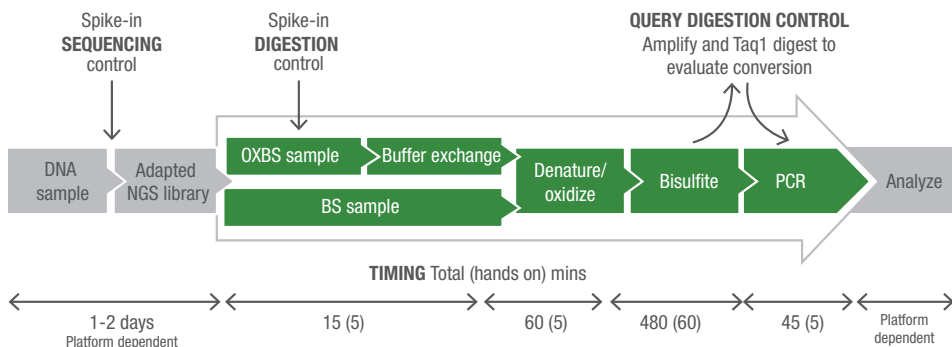 Spike-in
SEQUENCING
control
Spike-in
DIGESTION
control
QUERY DIGESTION CONTROL
Amplify and Taq1 digest to
evaluate conversion
DNA
sample
Adapted
NGS library
OXBS sample
Buffer exchange
BS sample
Denature/
oxidize
Bisulfite
PCR
Analyze
TIMING Total (hands on) mins
1-2 days
Platform dependent
15 (5)
60 (5)
480 (60)
45 (5)
Platform
dependent